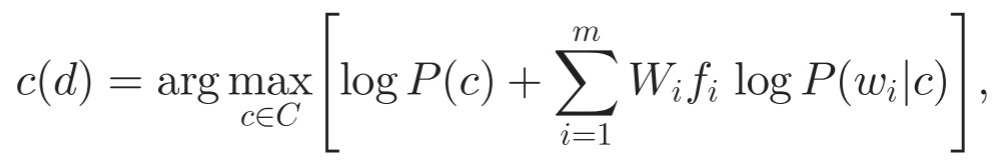 c(d) = arg max_{c∈C} [ log P(c) + ∑_{i=1}^{m} W_i f_i log P(w_i|c) ],